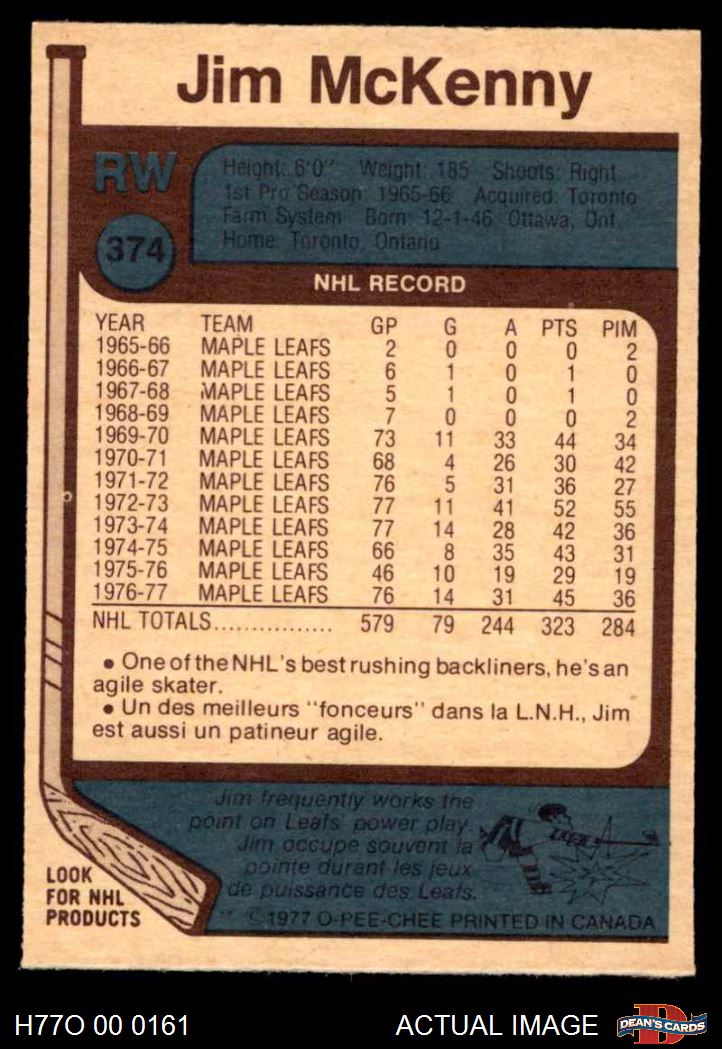 Jim McKenny
RW
Height: 6'0" Weight: 185 Shoots: Right
1st Pro Season: 1965-66 Acquired: Toronto
Farm System Born: 12-1-46 Ottawa, Ont.
Home: Toronto, Ontario
374
NHL RECORD
YEAR TEAM GP G A PTS PIM
1965-66 MAPLE LEAFS 2 0 0 0 2
1966-67 MAPLE LEAFS 6 1 0 1 0
1967-68 MAPLE LEAFS 5 1 0 1 0
1968-69 MAPLE LEAFS 7 0 0 0 2
1969-70 MAPLE LEAFS 73 11 33 44 34
1970-71 MAPLE LEAFS 68 4 26 30 42
1971-72 MAPLE LEAFS 76 5 31 36 27
1972-73 MAPLE LEAFS 77 11 41 52 55
1973-74 MAPLE LEAFS 77 14 28 42 36
1974-75 MAPLE LEAFS 66 8 35 43 31
1975-76 MAPLE LEAFS 46 10 19 29 19
1976-77 MAPLE LEAFS 76 14 31 45 36
NHL TOTALS................ 579 79 244 323 284
• One of the NHL's best rushing backliners, he's an
agile skater.
• Un des meilleurs "fonceurs" dans la L.N.H., Jim
est aussi un patineur agile.
Jim frequently works the
point on Leafs' power play.
Jim occupe souvent la
pointe durant les jeux
de puissance des Leafs.
LOOK
FOR NHL
PRODUCTS
© 1977 O-PEE-CHEE PRINTED IN CANADA
H77O 00 0161
ACTUAL IMAGE
D
DEAN'S CARDS